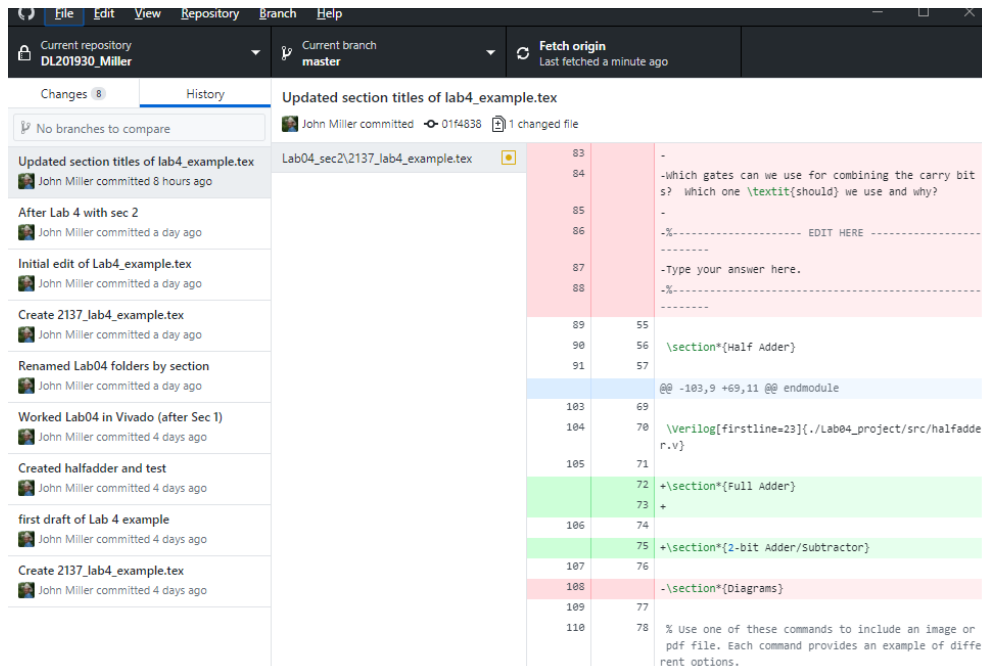 File Edit View Repository Branch Help
Current repository
DL201930_Miller
Current branch
master
Fetch origin
Last fetched a minute ago
Changes 8 History
No branches to compare
Updated section titles of lab4_example.tex
John Miller committed 8 hours ago
After Lab 4 with sec 2
John Miller committed a day ago
Initial edit of Lab4_example.tex
John Miller committed a day ago
Create 2137_lab4_example.tex
John Miller committed a day ago
Renamed Lab04 folders by section
John Miller committed a day ago
Worked Lab04 in Vivado (after Sec 1)
John Miller committed 4 days ago
Created halfadder and test
John Miller committed 4 days ago
first draft of Lab 4 example
John Miller committed 4 days ago
Create 2137_lab4_example.tex
John Miller committed 4 days ago
Updated section titles of lab4_example.tex
John Miller committed 01f4838 1 changed file
Lab04_sec2\2137_lab4_example.tex
83 -
84 -Which gates can we use for combining the carry bit
s? Which one \textit{should} we use and why?
85 -
86 -%--------------------- EDIT HERE ------------------
--------
87 -Type your answer here.
88 -%--------------------------------------------------
--------
89 55
90 56 \section*{Half Adder}
91 57
@@ -103,9 +69,11 @@ endmodule
103 69
104 70 \Verilog[firstline=23]{./Lab04_project/src/halfadde
r.v}
105 71
72 +\section*{Full Adder}
73 +
106 74
75 +\section*{2-bit Adder/Subtractor}
107 76
108 -\section*{Diagrams}
109 77
110 78 % Use one of these commands to include an image or
pdf file. Each command provides an example of diffe
rent options.